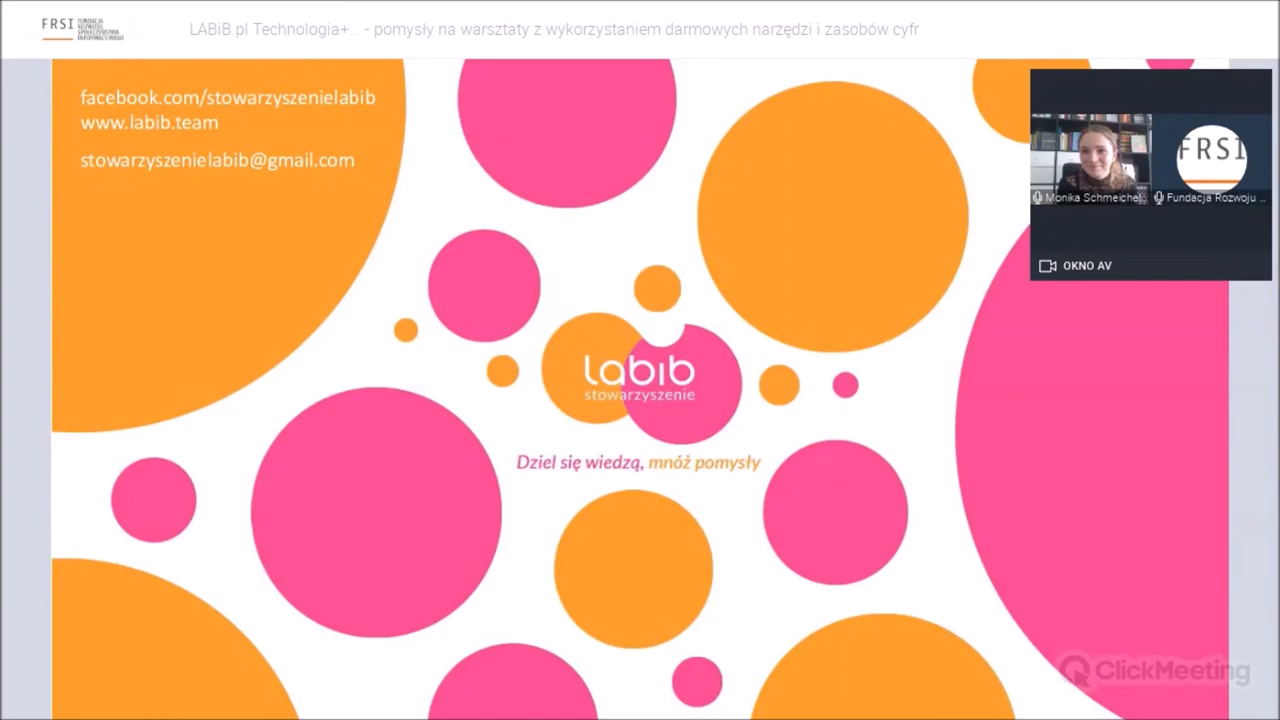 FRSI FUNDACJA
ROZWOJU
SPOŁECZEŃSTWA
INFORMACYJNEGO
LABiB.pl Technologia+... - pomysły na warsztaty z wykorzystaniem darmowych narzędzi i zasobów cyfr
facebook.com/stowarzyszenielabib
www.labib.team
stowarzyszenielabib@gmail.com
FRSI
Monika Schmeichel...
Fundacja Rozwoju ...
OKNO AV
labib
stowarzyszenie
Dziel się wiedzą, mnóż pomysły
ClickMeeting